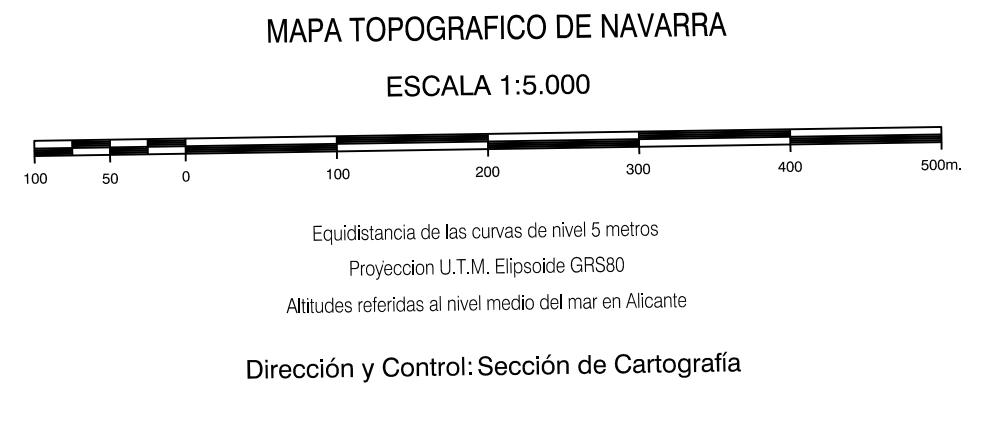 MAPA TOPOGRAFICO DE NAVARRA
ESCALA 1:5.000
100 50 0 100 200 300 400 500m.
Equidistancia de las curvas de nivel 5 metros
Proyeccion U.T.M. Elipsoide GRS80
Altitudes referidas al nivel medio del mar en Alicante
Dirección y Control: Sección de Cartografía